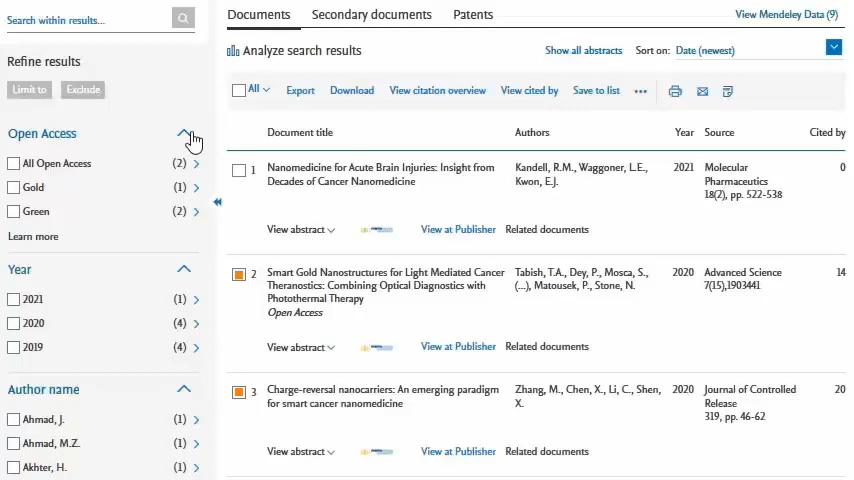 Search within results...
Refine results
Limit to Exclude
Open Access
All Open Access (2)
Gold (1)
Green (2)
Learn more
Year
2021 (1)
2020 (4)
2019 (4)
Author name
Ahmad, J. (1)
Ahmad, M.Z. (1)
Akhter, H. (1)
Documents Secondary documents Patents View Mendeley Data (9)
Analyze search results Show all abstracts Sort on: Date (newest)
All Export Download View citation overview View cited by Save to list •••
Document title Authors Year Source Cited by
1 Nanomedicine for Acute Brain Injuries: Insight from Kandell, R.M., Waggoner, L.E., 2021 Molecular 0
Decades of Cancer Nanomedicine Kwon, E.J. Pharmaceutics
18(2), pp. 522-538
View abstract View at Publisher Related documents
2 Smart Gold Nanostructures for Light Mediated Cancer Tabish, T.A., Dey, P., Mosca, S., 2020 Advanced Science 14
Theranostics: Combining Optical Diagnostics with (...), Matousek, P., Stone, N. 7(15),1903441
Photothermal Therapy
Open Access
View abstract View at Publisher Related documents
3 Charge-reversal nanocarriers: An emerging paradigm Zhang, M., Chen, X., Li, C., Shen, 2020 Journal of Controlled 20
for smart cancer nanomedicine X. Release
319, pp. 46-62
View abstract View at Publisher Related documents